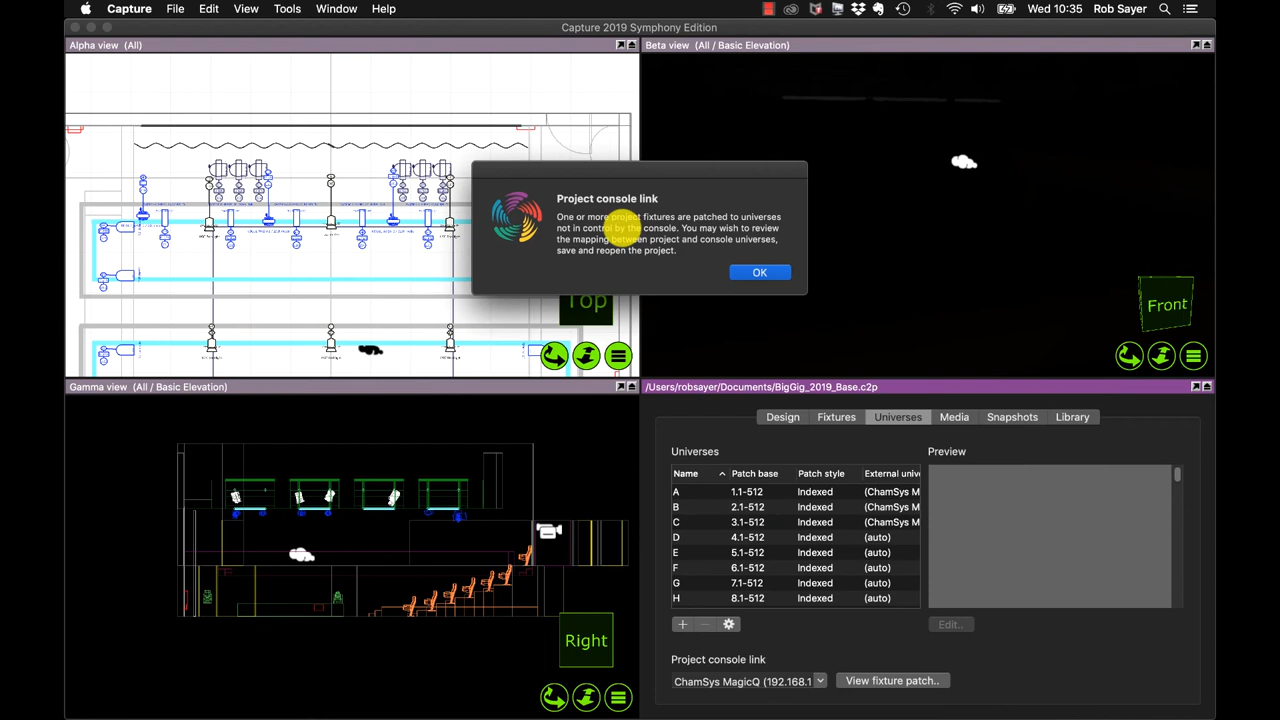 Capture File Edit View Tools Window Help
Wed 10:35 Rob Sayer
Capture 2019 Symphony Edition
Alpha view (All)
Beta view (All / Basic Elevation)
Project console link
One or more project fixtures are patched to universes
not in control by the console. You may wish to review
the mapping between project and console universes,
save and reopen the project.
OK
Top
Front
Gamma view (All / Basic Elevation)
/Users/robsayer/Documents/BigGig_2019_Base.c2p
Design Fixtures Universes Media Snapshots Library
Universes
Preview
Name Patch base Patch style External univ
A 1.1-512 Indexed (ChamSys M
B 2.1-512 Indexed (ChamSys M
C 3.1-512 Indexed (ChamSys M
D 4.1-512 Indexed (auto)
E 5.1-512 Indexed (auto)
F 6.1-512 Indexed (auto)
G 7.1-512 Indexed (auto)
H 8.1-512 Indexed (auto)
Edit..
Right
Project console link
ChamSys MagicQ (192.168.1
View fixture patch..